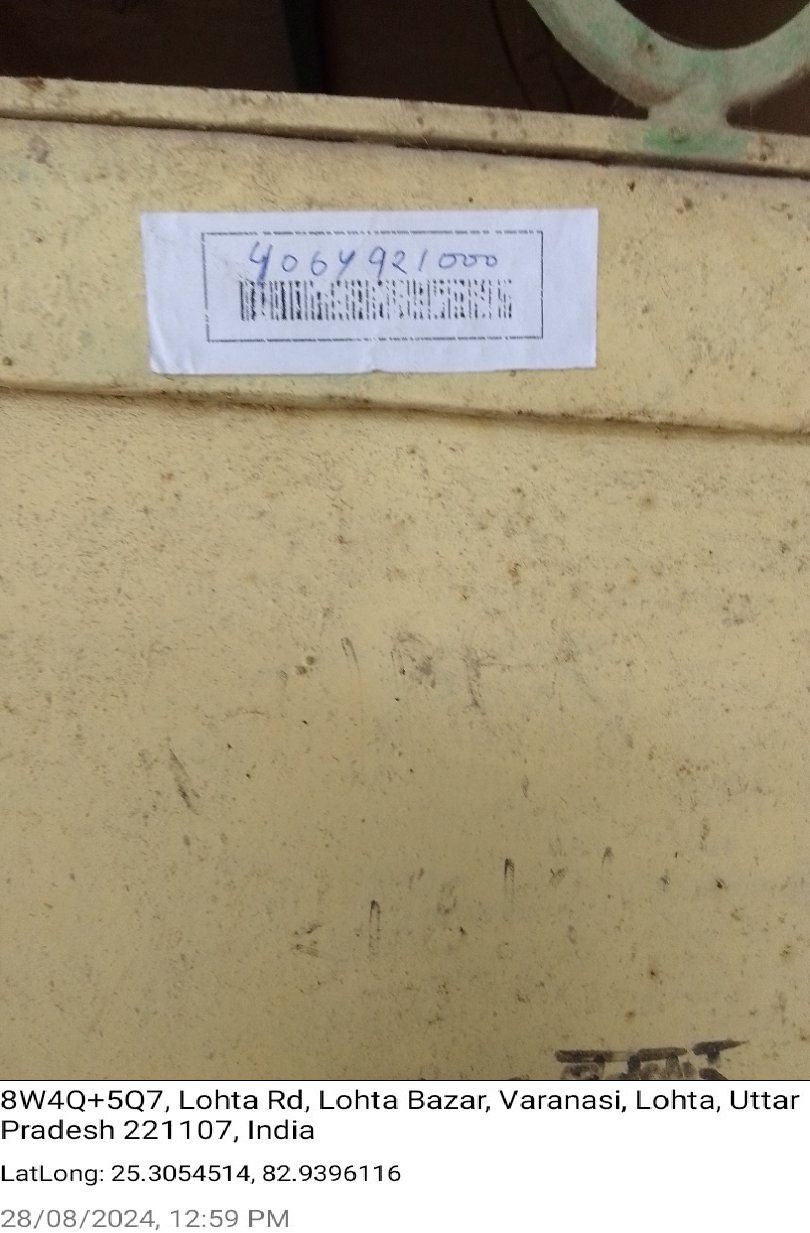 4064921000
8W4Q+5Q7, Lohta Rd, Lohta Bazar, Varanasi, Lohta, Uttar
Pradesh 221107, India
LatLong: 25.3054514, 82.9396116
28/08/2024, 12:59 PM